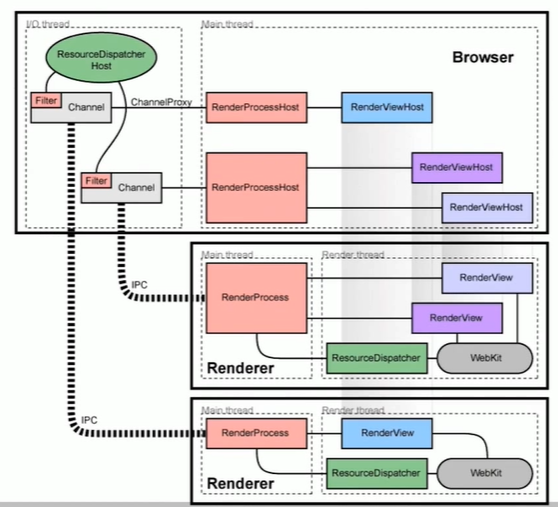 I/O thread
Main thread
ResourceDispatcher
Host
Browser
Filter
Channel
ChannelProxy
RenderProcessHost
RenderViewHost
Filter
Channel
RenderProcessHost
RenderViewHost
RenderViewHost
Main thread
Render thread
IPC
RenderProcess
RenderView
RenderView
Renderer
ResourceDispatcher
WebKit
Main thread
Render thread
IPC
RenderProcess
RenderView
Renderer
ResourceDispatcher
WebKit